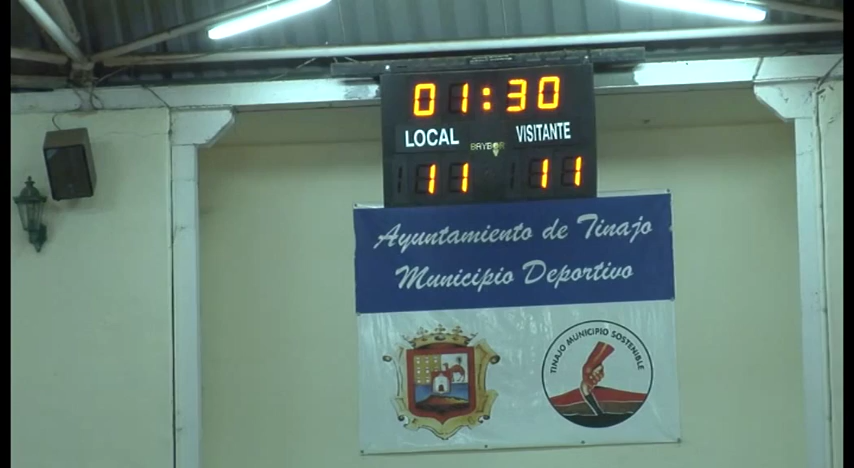 01:30
LOCAL VISITANTE
11 11
Ayuntamiento de Tinajo
Municipio Deportivo
TINAJO MUNICIPIO SOSTENIBLE